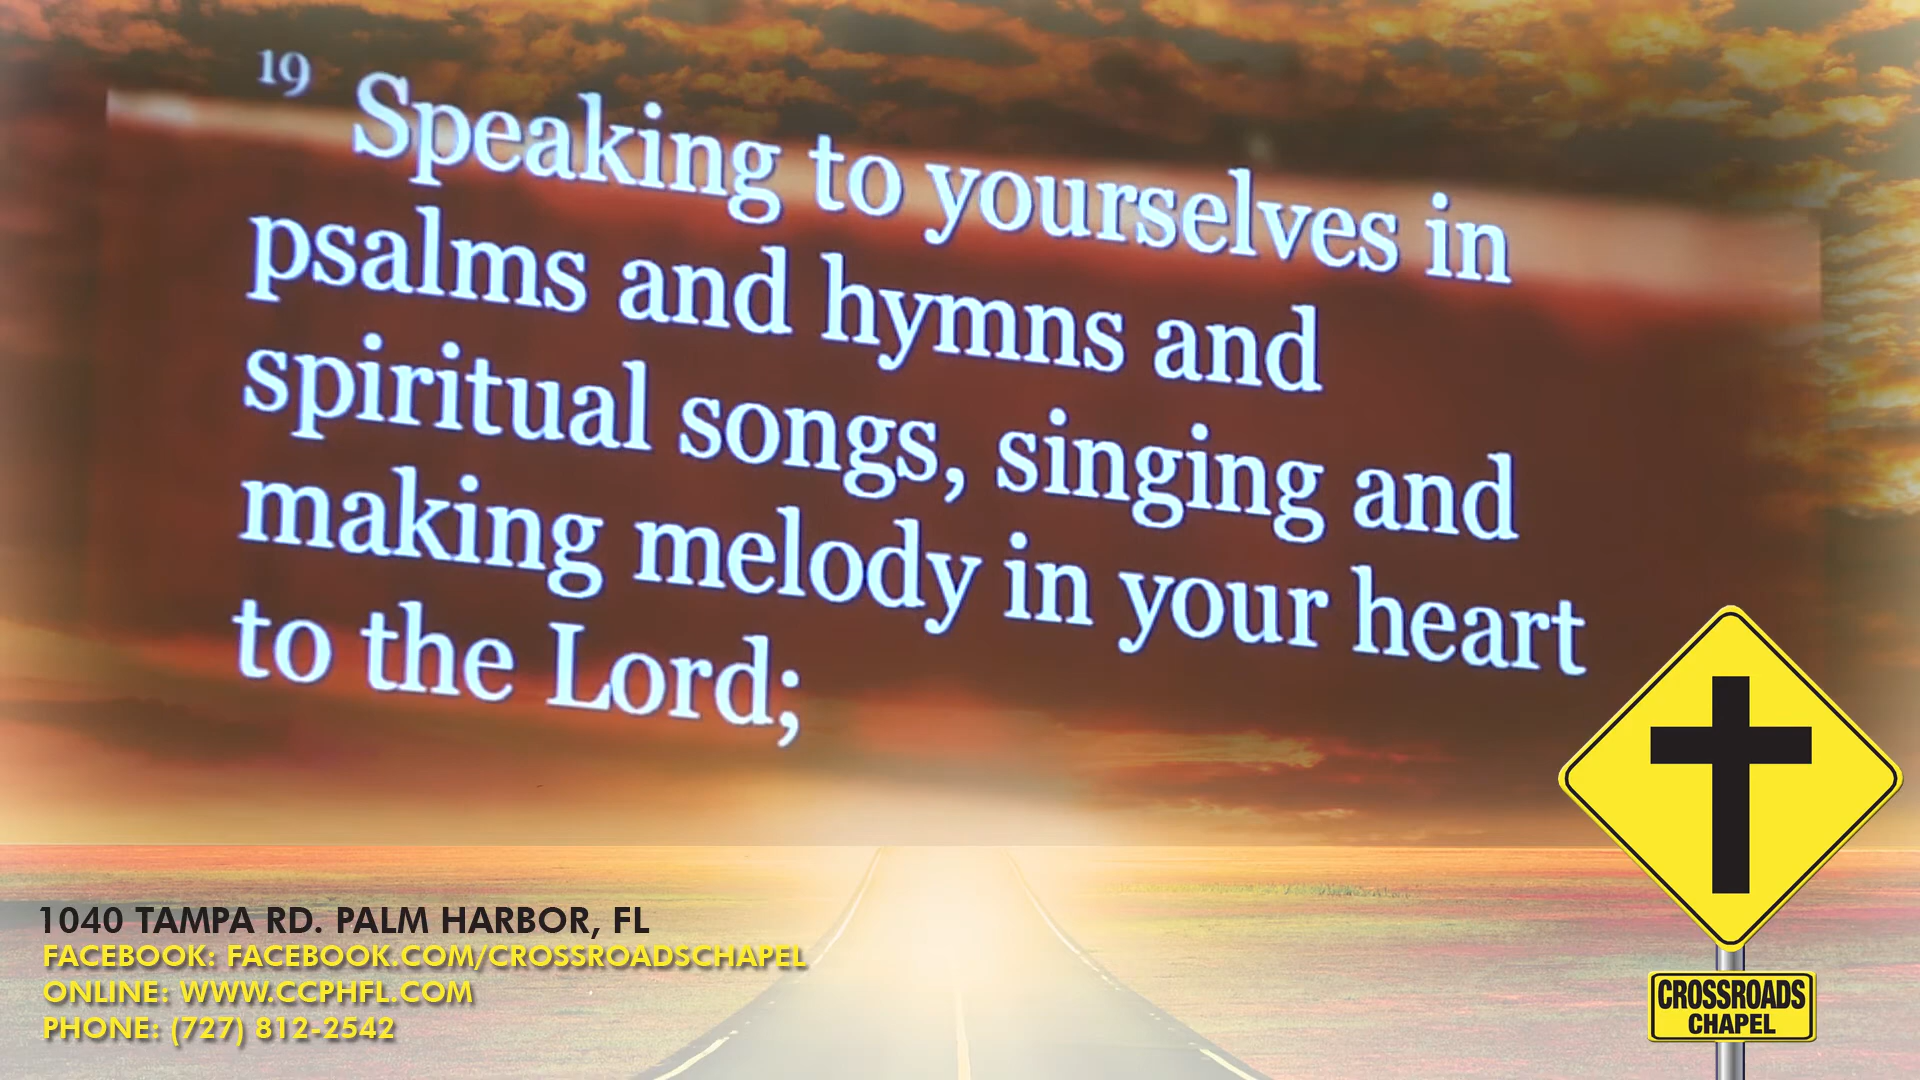 19 Speaking to yourselves in
psalms and hymns and
spiritual songs, singing and
making melody in your heart
to the Lord;
1040 TAMPA RD. PALM HARBOR, FL
FACEBOOK: FACEBOOK.COM/CROSSROADSCHAPEL
ONLINE: WWW.CCPHFL.COM
PHONE: (727) 812-2542
CROSSROADS
CHAPEL